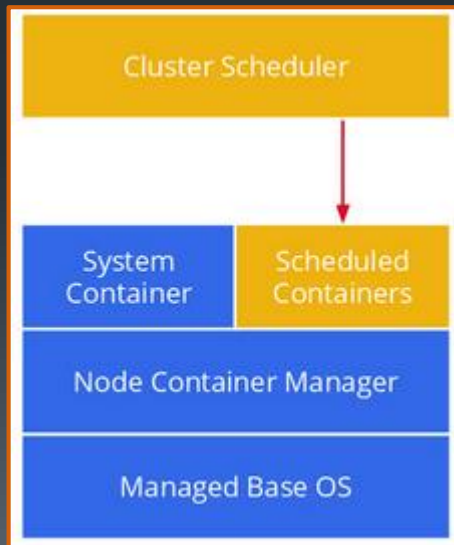 Cluster Scheduler
System
Container
Scheduled
Containers
Node Container Manager
Managed Base OS